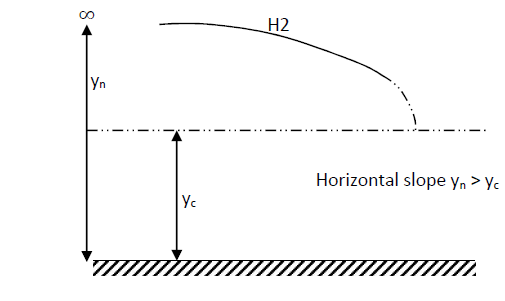 ∞
H2
yn
yc
Horizontal slope yn > yc